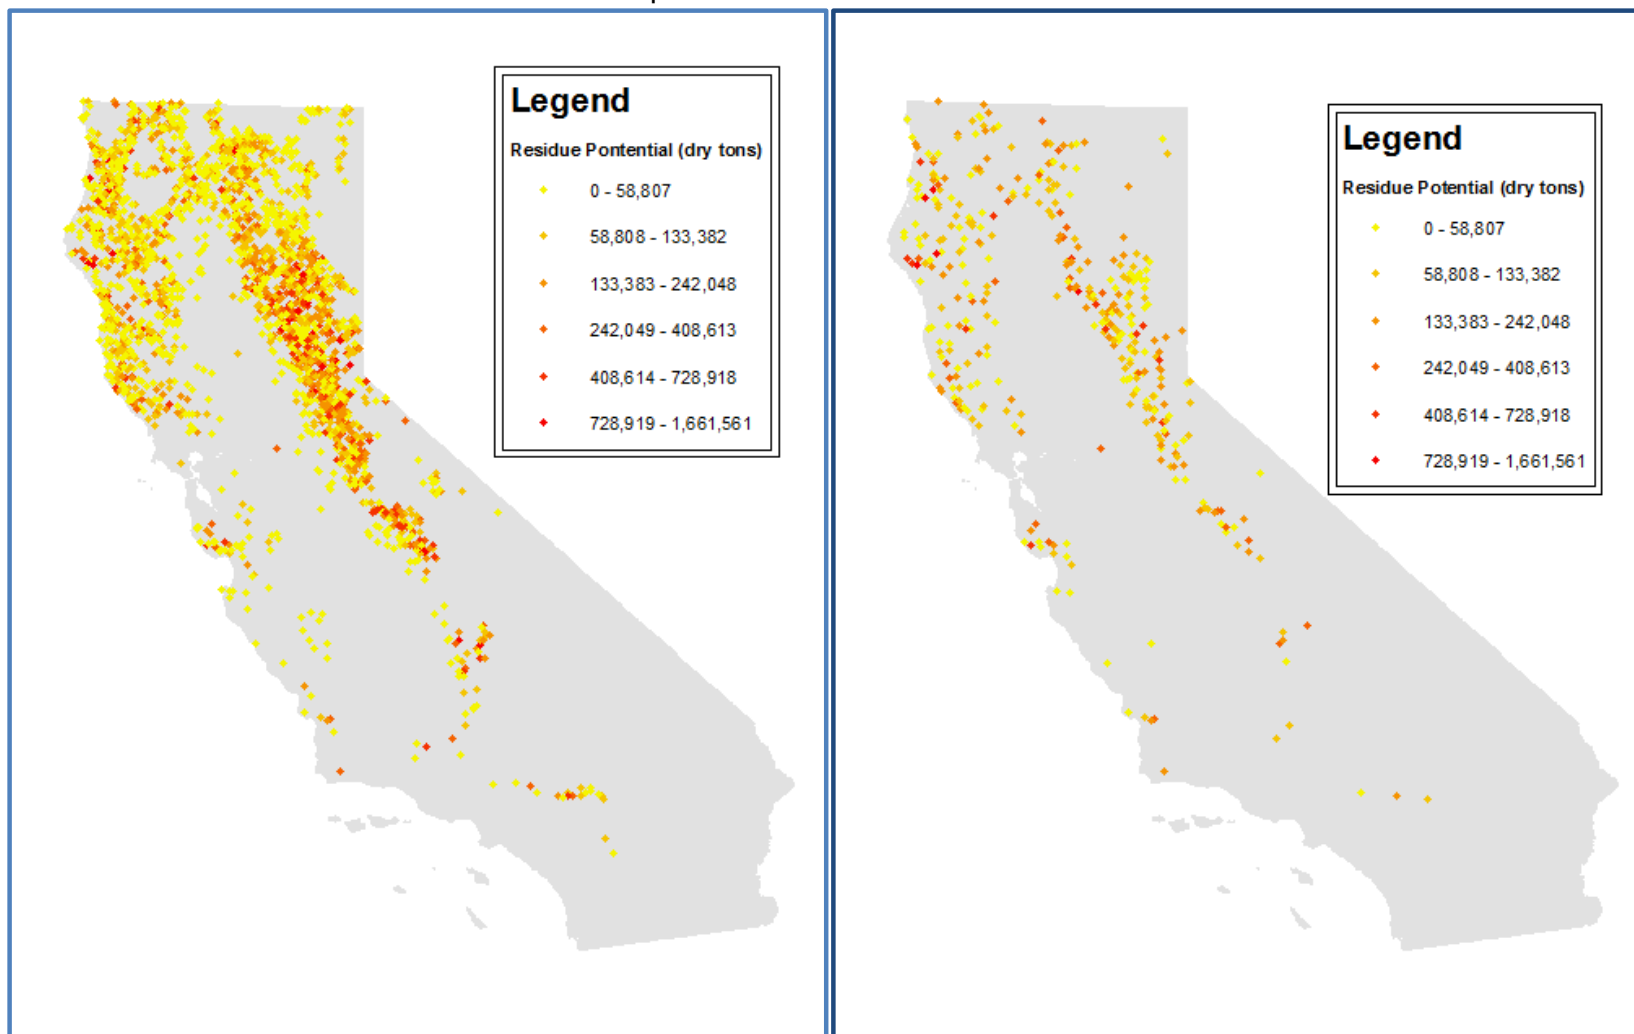 Legend
Residue Pontential (dry tons)
0 - 58,807
58,808 - 133,382
133,383 - 242,048
242,049 - 408,613
408,614 - 728,918
728,919 - 1,661,561
Legend
Residue Potential (dry tons)
0 - 58,807
58,808 - 133,382
133,383 - 242,048
242,049 - 408,613
408,614 - 728,918
728,919 - 1,661,561